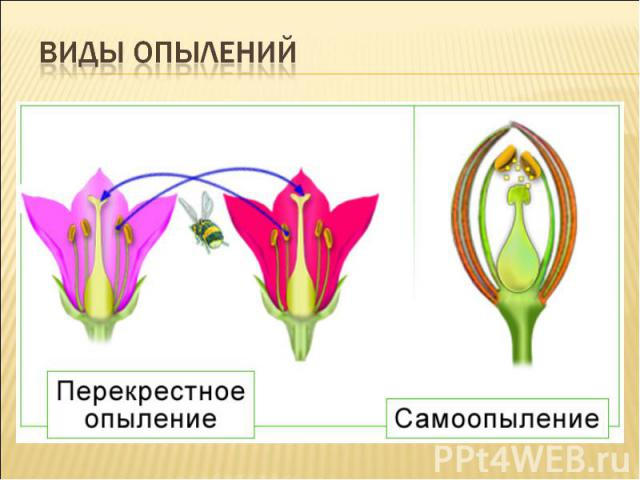 ВИДЫ ОПЫЛЕНИЙ
Перекрестное
опыление
Самоопыление
PPt4WEB.ru